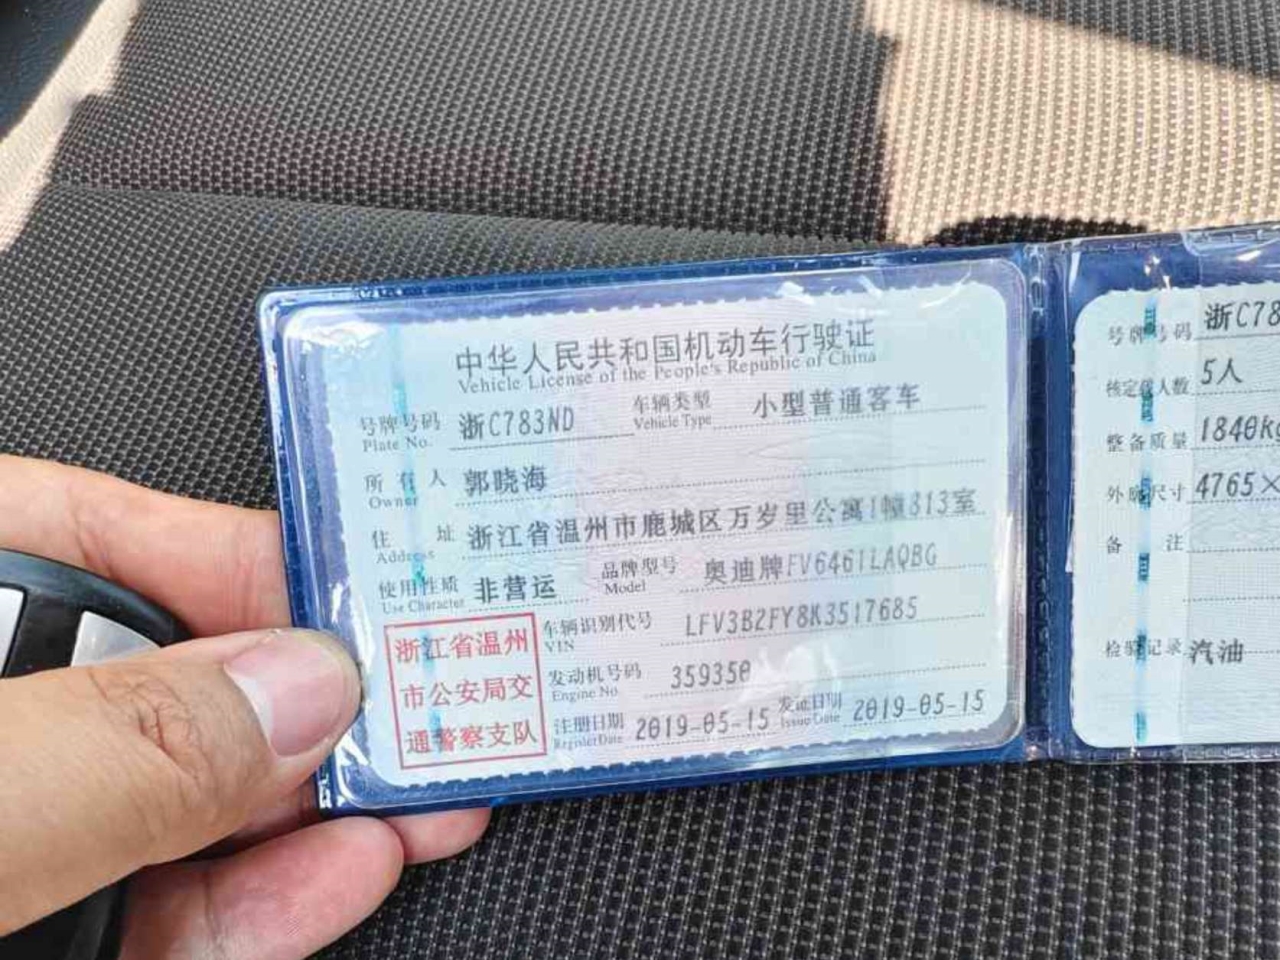 中华人民共和国机动车行驶证
Vehicle License of the People's Republic of China
号牌号码 浙C783ND 车辆类型 小型普通客车
Plate No. Vehicle Type
所有人 郭晓海
Owner
住址 浙江省温州市鹿城区万岁里公寓1幢813室
Address
使用性质 非营运 品牌型号 奥迪牌FV6461LAQBG
Use Character Model
浙江省温州
市公安局交
通警察支队
车辆识别代号 LFV3B2FY8K3517685
VIN
发动机号码 359350
Engine No.
注册日期 2019-05-15 发证日期 2019-05-15
Register Date Issue Date
号牌号码 浙C78
核定载人数 5人
整备质量 1840kg
外廓尺寸 4765×
备注
检验记录 汽油